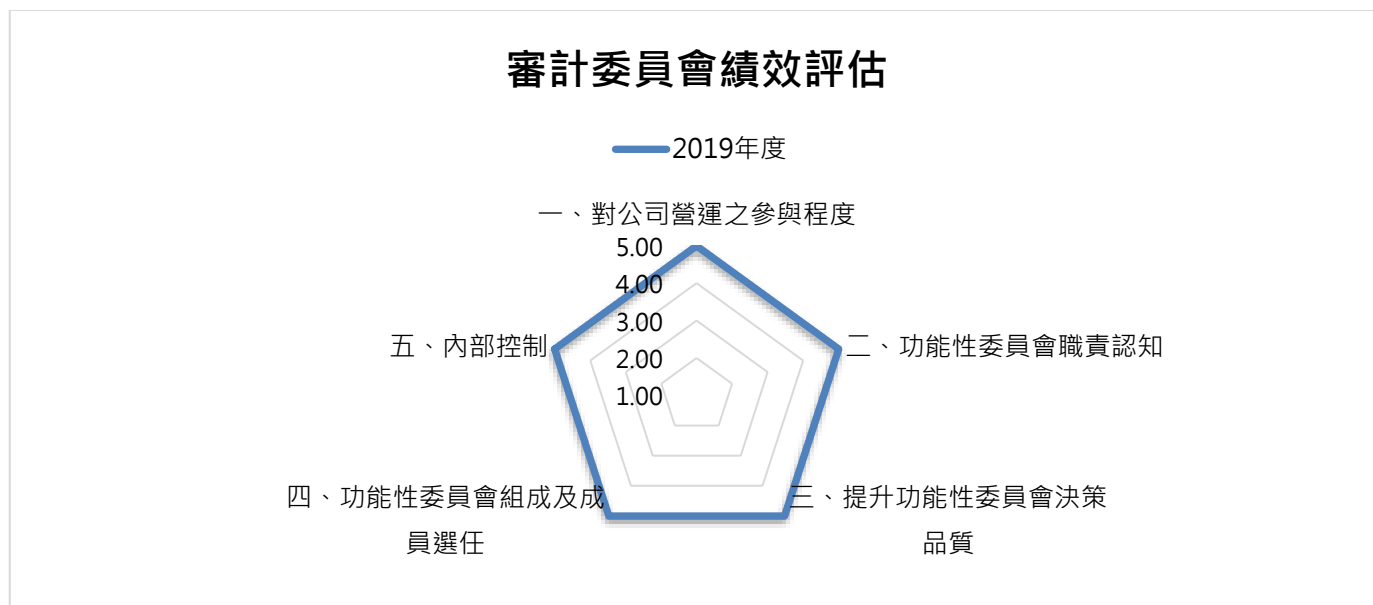 審計委員會績效評估
2019年度
一、對公司營運之參與程度
5.00
4.00
3.00
2.00
1.00
二、功能性委員會職責認知
三、提升功能性委員會決策
品質
四、功能性委員會組成及成
員選任
五、內部控制